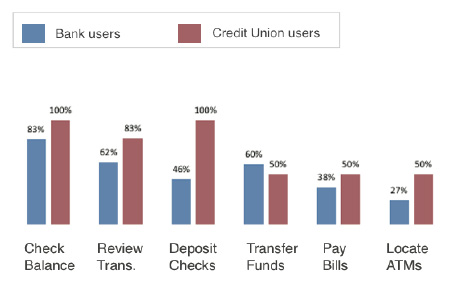 Bank users
Credit Union users
83%
100%
62%
83%
46%
100%
60%
50%
38%
50%
27%
50%
Check
Balance
Review
Trans.
Deposit
Checks
Transfer
Funds
Pay
Bills
Locate
ATMs